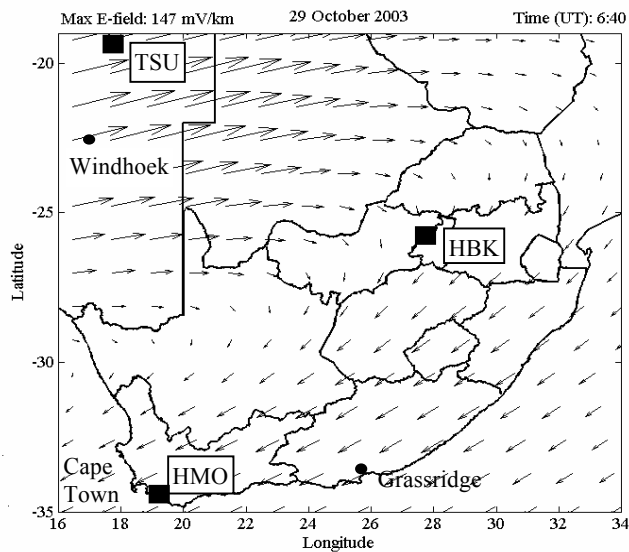 Max E-field: 147 mV/km 29 October 2003 Time (UT): 6:40
-20
TSU
Windhoek
-25
HBK
Latitude
-30
Cape
Town
HMO
Grassridge
-35
16 18 20 22 24 26 28 30 32 34
Longitude